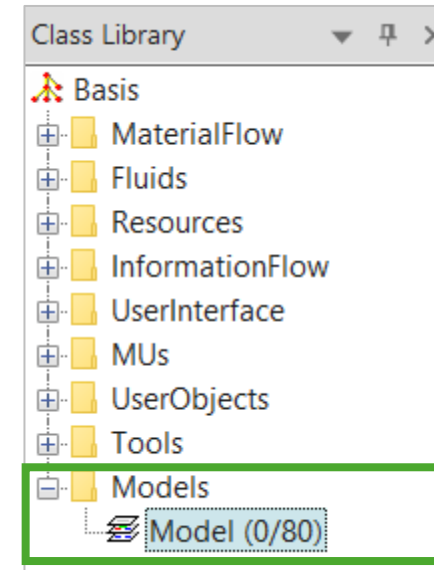 Class Library
Basis
MaterialFlow
Fluids
Resources
InformationFlow
UserInterface
MUs
UserObjects
Tools
Models
Model (0/80)